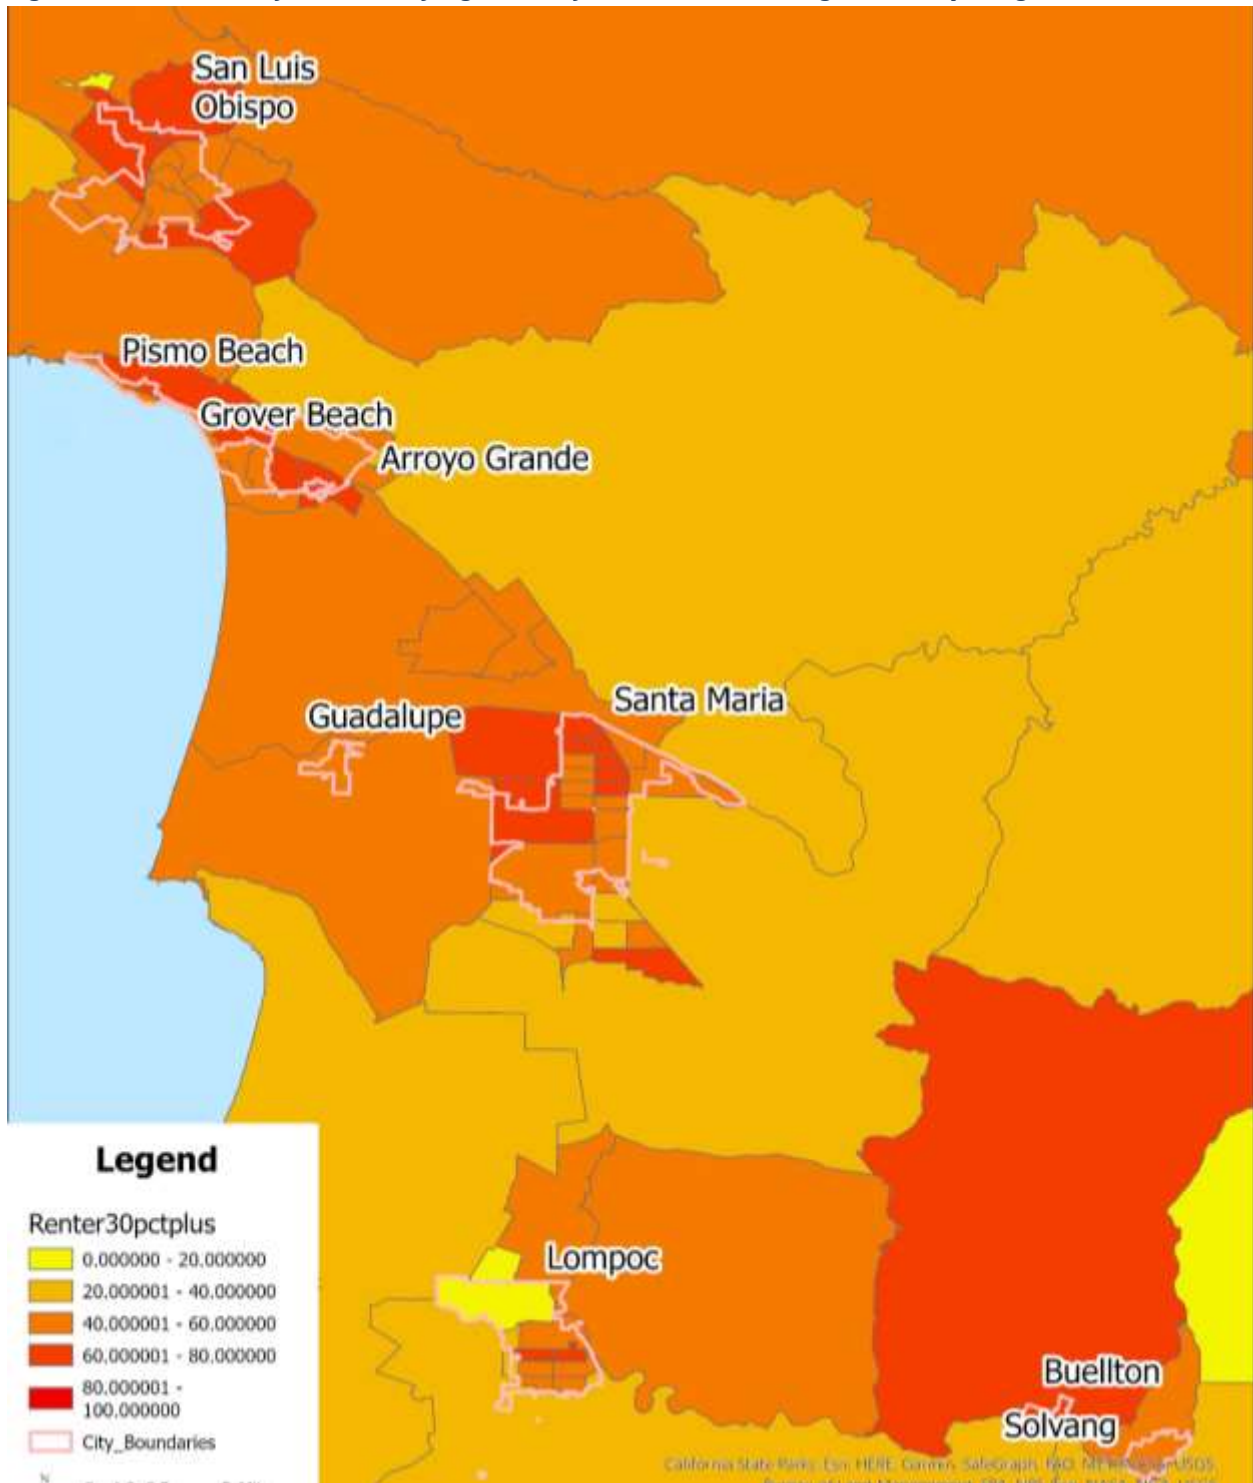 San Luis
Obispo
Pismo Beach
Grover Beach
Arroyo Grande
Santa Maria
Guadalupe
Lompoc
Buellton
Solvang
Legend
Renter30pctplus
0.000000 - 20.000000
20.000001 - 40.000000
40.000001 - 60.000000
60.000001 - 80.000000
80.000001 -
100.000000
City_Boundaries
N
California State Parks, Esri, HERE, Garmin, SafeGraph, FAO, USGS,